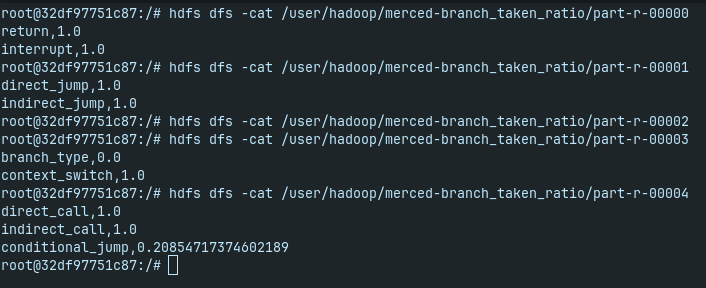 root@32df97751c87:/# hdfs dfs -cat /user/hadoop/merced-branch_taken_ratio/part-r-00000
return,1.0
interrupt,1.0
root@32df97751c87:/# hdfs dfs -cat /user/hadoop/merced-branch_taken_ratio/part-r-00001
direct_jump,1.0
indirect_jump,1.0
root@32df97751c87:/# hdfs dfs -cat /user/hadoop/merced-branch_taken_ratio/part-r-00002
root@32df97751c87:/# hdfs dfs -cat /user/hadoop/merced-branch_taken_ratio/part-r-00003
branch_type,0.0
context_switch,1.0
root@32df97751c87:/# hdfs dfs -cat /user/hadoop/merced-branch_taken_ratio/part-r-00004
direct_call,1.0
indirect_call,1.0
conditional_jump,0.20854717374602189
root@32df97751c87:/#